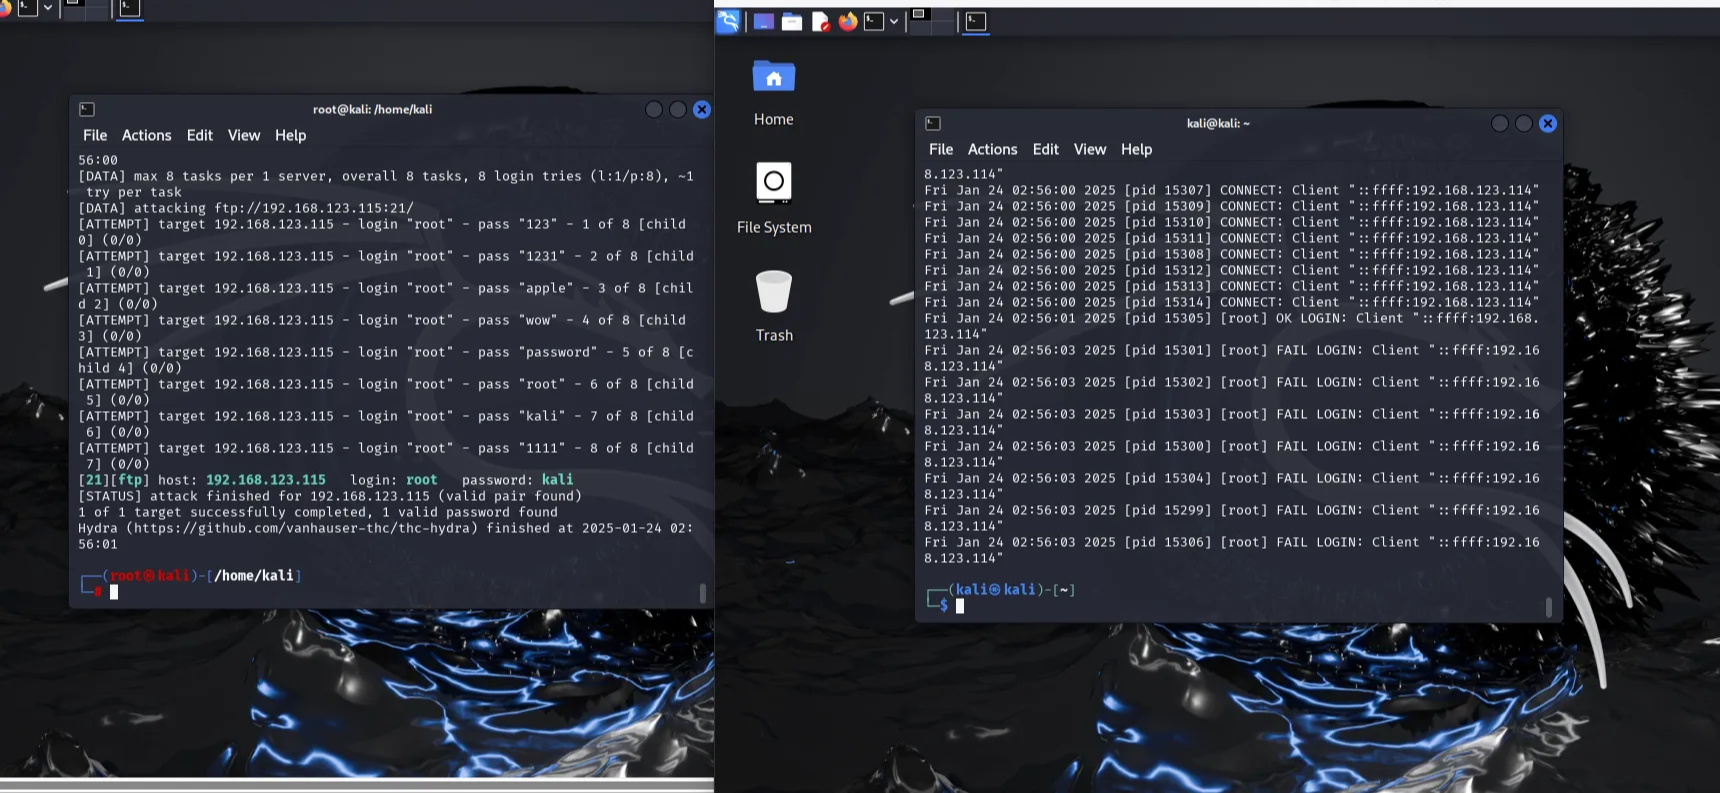 root@kali: /home/kali
File Actions Edit View Help
56:00
[DATA] max 8 tasks per 1 server, overall 8 tasks, 8 login tries (l:1/p:8), ~1
try per task
[DATA] attacking ftp://192.168.123.115:21/
[ATTEMPT] target 192.168.123.115 - login "root" - pass "123" - 1 of 8 [child
0] (0/0)
[ATTEMPT] target 192.168.123.115 - login "root" - pass "1231" - 2 of 8 [child
1] (0/0)
[ATTEMPT] target 192.168.123.115 - login "root" - pass "apple" - 3 of 8 [chil
d 2] (0/0)
[ATTEMPT] target 192.168.123.115 - login "root" - pass "wow" - 4 of 8 [child
3] (0/0)
[ATTEMPT] target 192.168.123.115 - login "root" - pass "password" - 5 of 8 [c
hild 4] (0/0)
[ATTEMPT] target 192.168.123.115 - login "root" - pass "root" - 6 of 8 [child
5] (0/0)
[ATTEMPT] target 192.168.123.115 - login "root" - pass "kali" - 7 of 8 [child
6] (0/0)
[ATTEMPT] target 192.168.123.115 - login "root" - pass "1111" - 8 of 8 [child
7] (0/0)
[21][ftp] host: 192.168.123.115 login: root password: kali
[STATUS] attack finished for 192.168.123.115 (valid pair found)
1 of 1 target successfully completed, 1 valid password found
Hydra (https://github.com/vanhauser-thc/thc-hydra) finished at 2025-01-24 02:
56:01
┌──(root㉿kali)-[/home/kali]
└─#
Home
File System
Trash
kali@kali: ~
File Actions Edit View Help
8.123.114"
Fri Jan 24 02:56:00 2025 [pid 15307] CONNECT: Client "::ffff:192.168.123.114"
Fri Jan 24 02:56:00 2025 [pid 15309] CONNECT: Client "::ffff:192.168.123.114"
Fri Jan 24 02:56:00 2025 [pid 15310] CONNECT: Client "::ffff:192.168.123.114"
Fri Jan 24 02:56:00 2025 [pid 15311] CONNECT: Client "::ffff:192.168.123.114"
Fri Jan 24 02:56:00 2025 [pid 15308] CONNECT: Client "::ffff:192.168.123.114"
Fri Jan 24 02:56:00 2025 [pid 15312] CONNECT: Client "::ffff:192.168.123.114"
Fri Jan 24 02:56:00 2025 [pid 15313] CONNECT: Client "::ffff:192.168.123.114"
Fri Jan 24 02:56:00 2025 [pid 15314] CONNECT: Client "::ffff:192.168.123.114"
Fri Jan 24 02:56:01 2025 [pid 15305] [root] OK LOGIN: Client "::ffff:192.168.
123.114"
Fri Jan 24 02:56:03 2025 [pid 15301] [root] FAIL LOGIN: Client "::ffff:192.16
8.123.114"
Fri Jan 24 02:56:03 2025 [pid 15302] [root] FAIL LOGIN: Client "::ffff:192.16
8.123.114"
Fri Jan 24 02:56:03 2025 [pid 15303] [root] FAIL LOGIN: Client "::ffff:192.16
8.123.114"
Fri Jan 24 02:56:03 2025 [pid 15300] [root] FAIL LOGIN: Client "::ffff:192.16
8.123.114"
Fri Jan 24 02:56:03 2025 [pid 15304] [root] FAIL LOGIN: Client "::ffff:192.16
8.123.114"
Fri Jan 24 02:56:03 2025 [pid 15299] [root] FAIL LOGIN: Client "::ffff:192.16
8.123.114"
Fri Jan 24 02:56:03 2025 [pid 15306] [root] FAIL LOGIN: Client "::ffff:192.16
8.123.114"
┌──(kali㉿kali)-[~]
└─$